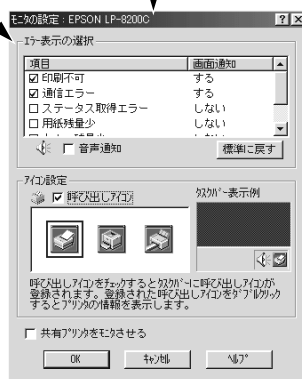 モニタの設定 : EPSON LP-8200C
エラー表示の選択
項目 画面通知
印刷不可 する
通信エラー する
ステータス取得エラー しない
用紙残量少 しない
音声通知 標準に戻す
アイコン設定
呼び出しアイコン タスクバー表示例
呼び出しアイコンをチェックするとタスクバーに呼び出しアイコンが
登録されます。登録された呼び出しアイコンをダブルクリック
するとプリンタの情報を表示します。
共有プリンタをモニタさせる
OK キャンセル ヘルプ